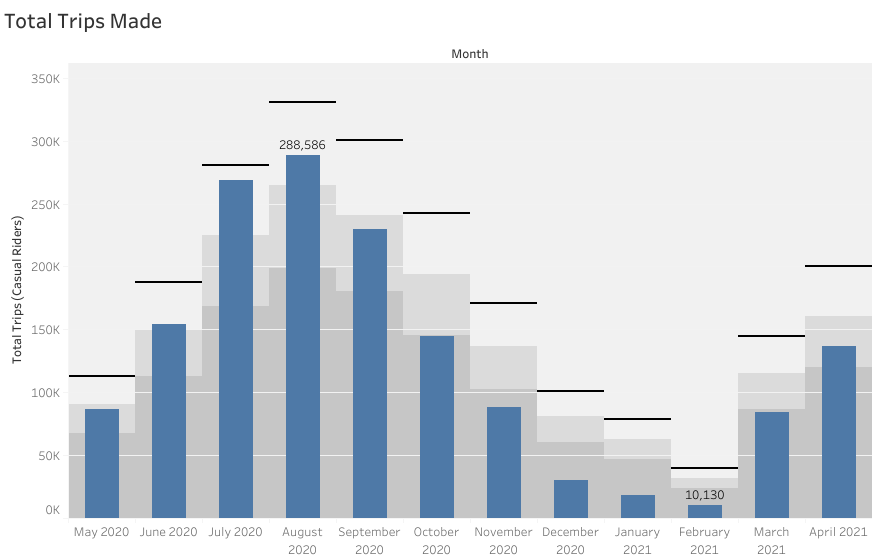 Total Trips Made
Month
Total Trips (Casual Riders)
350K
300K
250K
200K
150K
100K
50K
0K
288,586
10,130
May 2020
June 2020
July 2020
August
2020
September
2020
October
2020
November
2020
December
2020
January
2021
February
2021
March
2021
April 2021